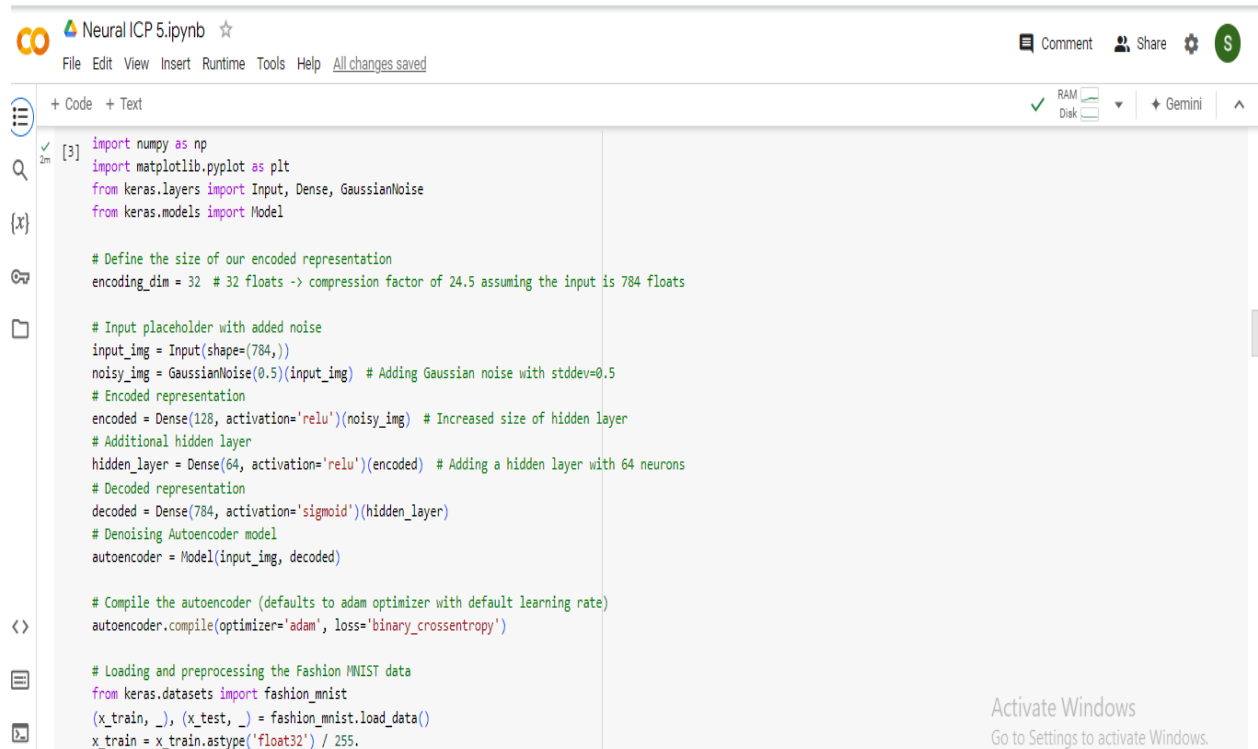 Neural ICP 5.ipynb
Comment
Share
S
File Edit View Insert Runtime Tools Help All changes saved
+ Code + Text
RAM
Disk
Gemini
2m
[3]
import numpy as np
import matplotlib.pyplot as plt
from keras.layers import Input, Dense, GaussianNoise
from keras.models import Model
{x}
# Define the size of our encoded representation
encoding_dim = 32  # 32 floats -> compression factor of 24.5 assuming the input is 784 floats
# Input placeholder with added noise
input_img = Input(shape=(784,))
noisy_img = GaussianNoise(0.5)(input_img)  # Adding Gaussian noise with stddev=0.5
# Encoded representation
encoded = Dense(128, activation='relu')(noisy_img)  # Increased size of hidden layer
# Additional hidden layer
hidden_layer = Dense(64, activation='relu')(encoded)  # Adding a hidden layer with 64 neurons
# Decoded representation
decoded = Dense(784, activation='sigmoid')(hidden_layer)
# Denoising Autoencoder model
autoencoder = Model(input_img, decoded)
# Compile the autoencoder (defaults to adam optimizer with default learning rate)
autoencoder.compile(optimizer='adam', loss='binary_crossentropy')
# Loading and preprocessing the Fashion MNIST data
from keras.datasets import fashion_mnist
(x_train, _), (x_test, _) = fashion_mnist.load_data()
x_train = x_train.astype('float32') / 255.
Activate Windows
Go to Settings to activate Windows.